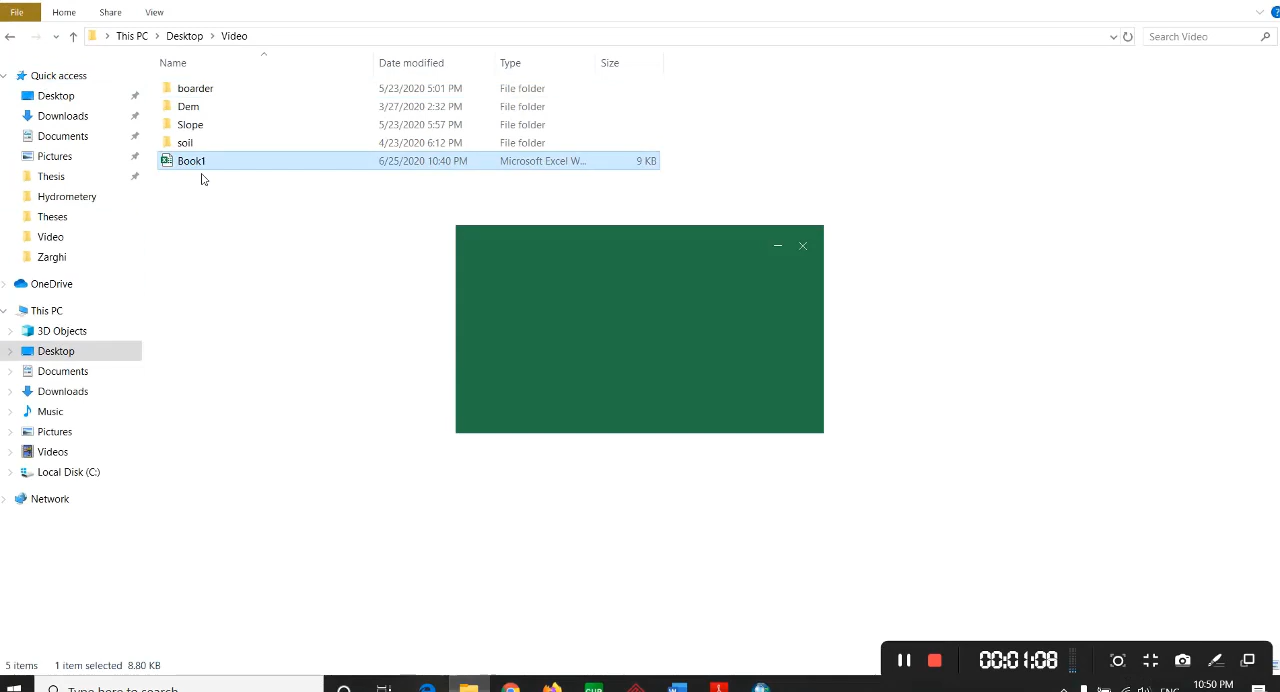 File Home Share View
This PC Desktop Video Search Video
Name Date modified Type Size
Quick access
Desktop
Downloads
Documents
Pictures
Thesis
Hydrometery
Theses
Video
Zarghi
OneDrive
This PC
3D Objects
Desktop
Documents
Downloads
Music
Pictures
Videos
Local Disk (C:)
Network
boarder 5/23/2020 5:01 PM File folder
Dem 3/27/2020 2:32 PM File folder
Slope 5/23/2020 5:57 PM File folder
soil 4/23/2020 6:12 PM File folder
Book1 6/25/2020 10:40 PM Microsoft Excel W... 9 KB
5 items 1 item selected 8.80 KB
00:01:08
Type here to search
ENG 10:50 PM